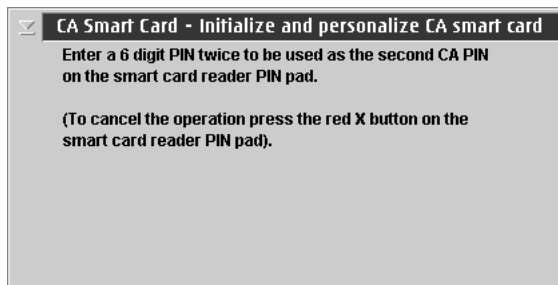 CA Smart Card - Initialize and personalize CA smart card
Enter a 6 digit PIN twice to be used as the second CA PIN
on the smart card reader PIN pad.
(To cancel the operation press the red X button on the
smart card reader PIN pad).